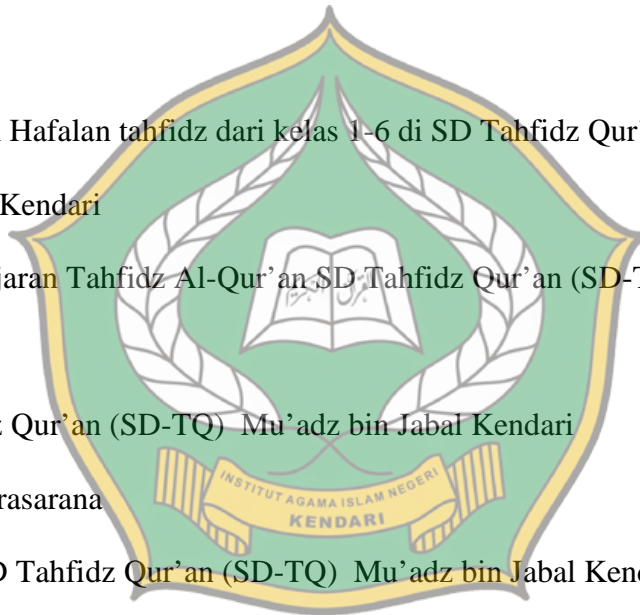 Hafalan tahfidz dari kelas 1-6 di SD Tahfidz Qur'
Kendari
jaran Tahfidz Al-Qur'an SD Tahfidz Qur'an (SD-T
z Qur'an (SD-TQ) Mu'adz bin Jabal Kendari
INSTITUT AGAMA ISLAM NEGERI
KENDARI
rasarana
D Tahfidz Qur'an (SD-TQ) Mu'adz bin Jabal Kend